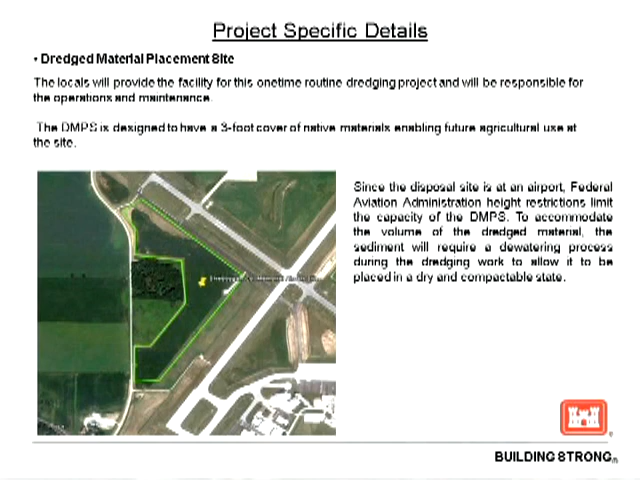 Project Specific Details
• Dredged Material Placement Site
The locals will provide the facility for this onetime routine dredging project and will be responsible for
the operations and maintenance.
The DMPS is designed to have a 3-foot cover of native materials enabling future agricultural use at
the site.
Since the disposal site is at an airport, Federal
Aviation Administration height restrictions limit
the capacity of the DMPS. To accommodate
the volume of the dredged material, the
sediment will require a dewatering process
during the dredging work to allow it to be
placed in a dry and compactable state.
BUILDING STRONG